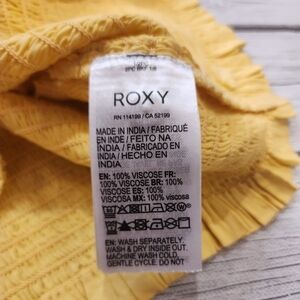 ROXY
RN 114199 / CA 52199
MADE IN INDIA / FABRIQUÉ
EN INDE / FEITO NA
INDIA / FABRICADO EN
INDIA / HECHO EN
INDIA
EN: 100% VISCOSE FR:
100% VISCOSE BR: 100%
VISCOSE ES: 100%
VISCOSA MX: 100% VISCOSE
EN: WASH SEPARATELY
WASH & DRY INSIDE OUT.
MACHINE WASH COLD,
GENTLE CYCLE. DO NOT